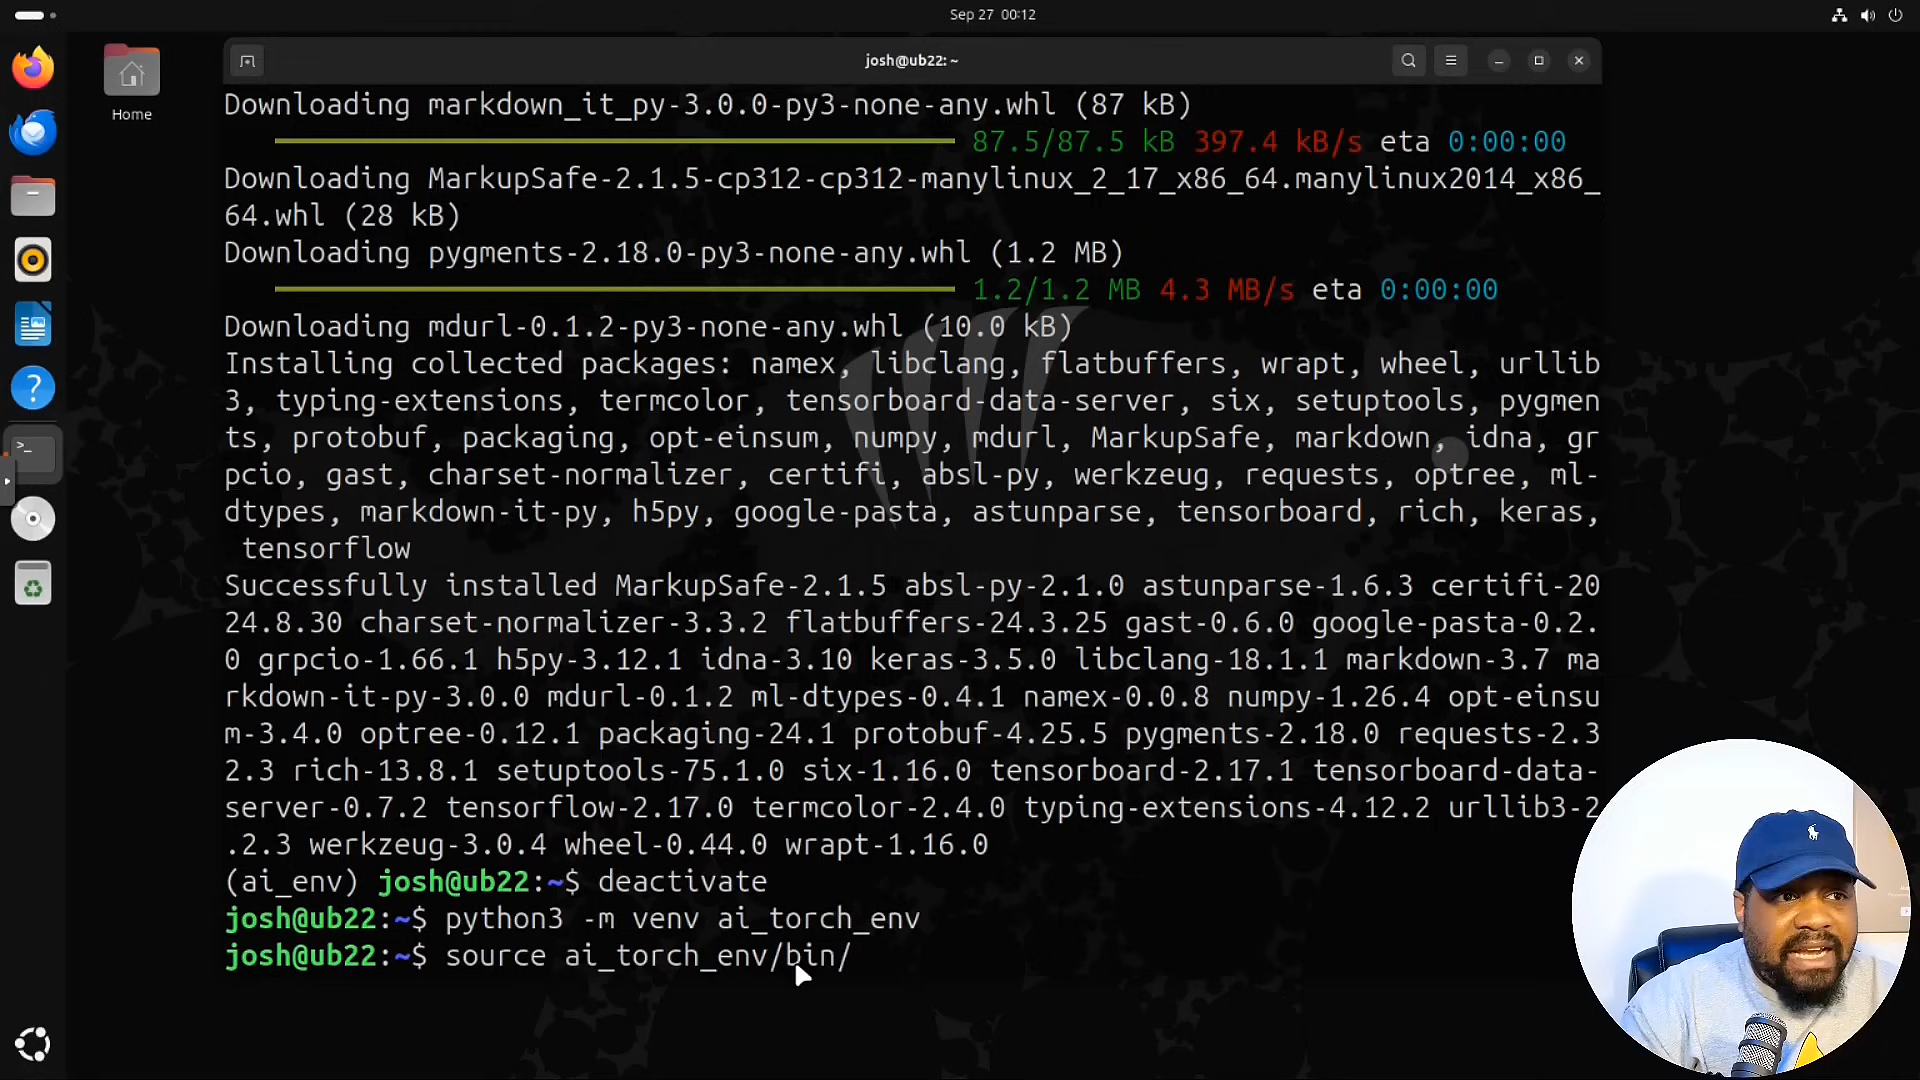 Sep 27 00:12
Home
josh@ub22: ~
Downloading markdown_it_py-3.0.0-py3-none-any.whl (87 kB)
87.5/87.5 kB 397.4 kB/s eta 0:00:00
Downloading MarkupSafe-2.1.5-cp312-cp312-manylinux_2_17_x86_64.manylinux2014_x86_
64.whl (28 kB)
Downloading pygments-2.18.0-py3-none-any.whl (1.2 MB)
1.2/1.2 MB 4.3 MB/s eta 0:00:00
Downloading mdurl-0.1.2-py3-none-any.whl (10.0 kB)
Installing collected packages: namex, libclang, flatbuffers, wrapt, wheel, urllib
3, typing-extensions, termcolor, tensorboard-data-server, six, setuptools, pygmen
ts, protobuf, packaging, opt-einsum, numpy, mdurl, MarkupSafe, markdown, idna, gr
pcio, gast, charset-normalizer, certifi, absl-py, werkzeug, requests, optree, ml-
dtypes, markdown-it-py, h5py, google-pasta, astunparse, tensorboard, rich, keras,
tensorflow
Successfully installed MarkupSafe-2.1.5 absl-py-2.1.0 astunparse-1.6.3 certifi-20
24.8.30 charset-normalizer-3.3.2 flatbuffers-24.3.25 gast-0.6.0 google-pasta-0.2.
0 grpcio-1.66.1 h5py-3.12.1 idna-3.10 keras-3.5.0 libclang-18.1.1 markdown-3.7 ma
rkdown-it-py-3.0.0 mdurl-0.1.2 ml-dtypes-0.4.1 namex-0.0.8 numpy-1.26.4 opt-einsu
m-3.4.0 optree-0.12.1 packaging-24.1 protobuf-4.25.5 pygments-2.18.0 requests-2.3
2.3 rich-13.8.1 setuptools-75.1.0 six-1.16.0 tensorboard-2.17.1 tensorboard-data-
server-0.7.2 tensorflow-2.17.0 termcolor-2.4.0 typing-extensions-4.12.2 urllib3-2
.2.3 werkzeug-3.0.4 wheel-0.44.0 wrapt-1.16.0
(ai_env) josh@ub22:~$ deactivate
josh@ub22:~$ python3 -m venv ai_torch_env
josh@ub22:~$ source ai_torch_env/bin/